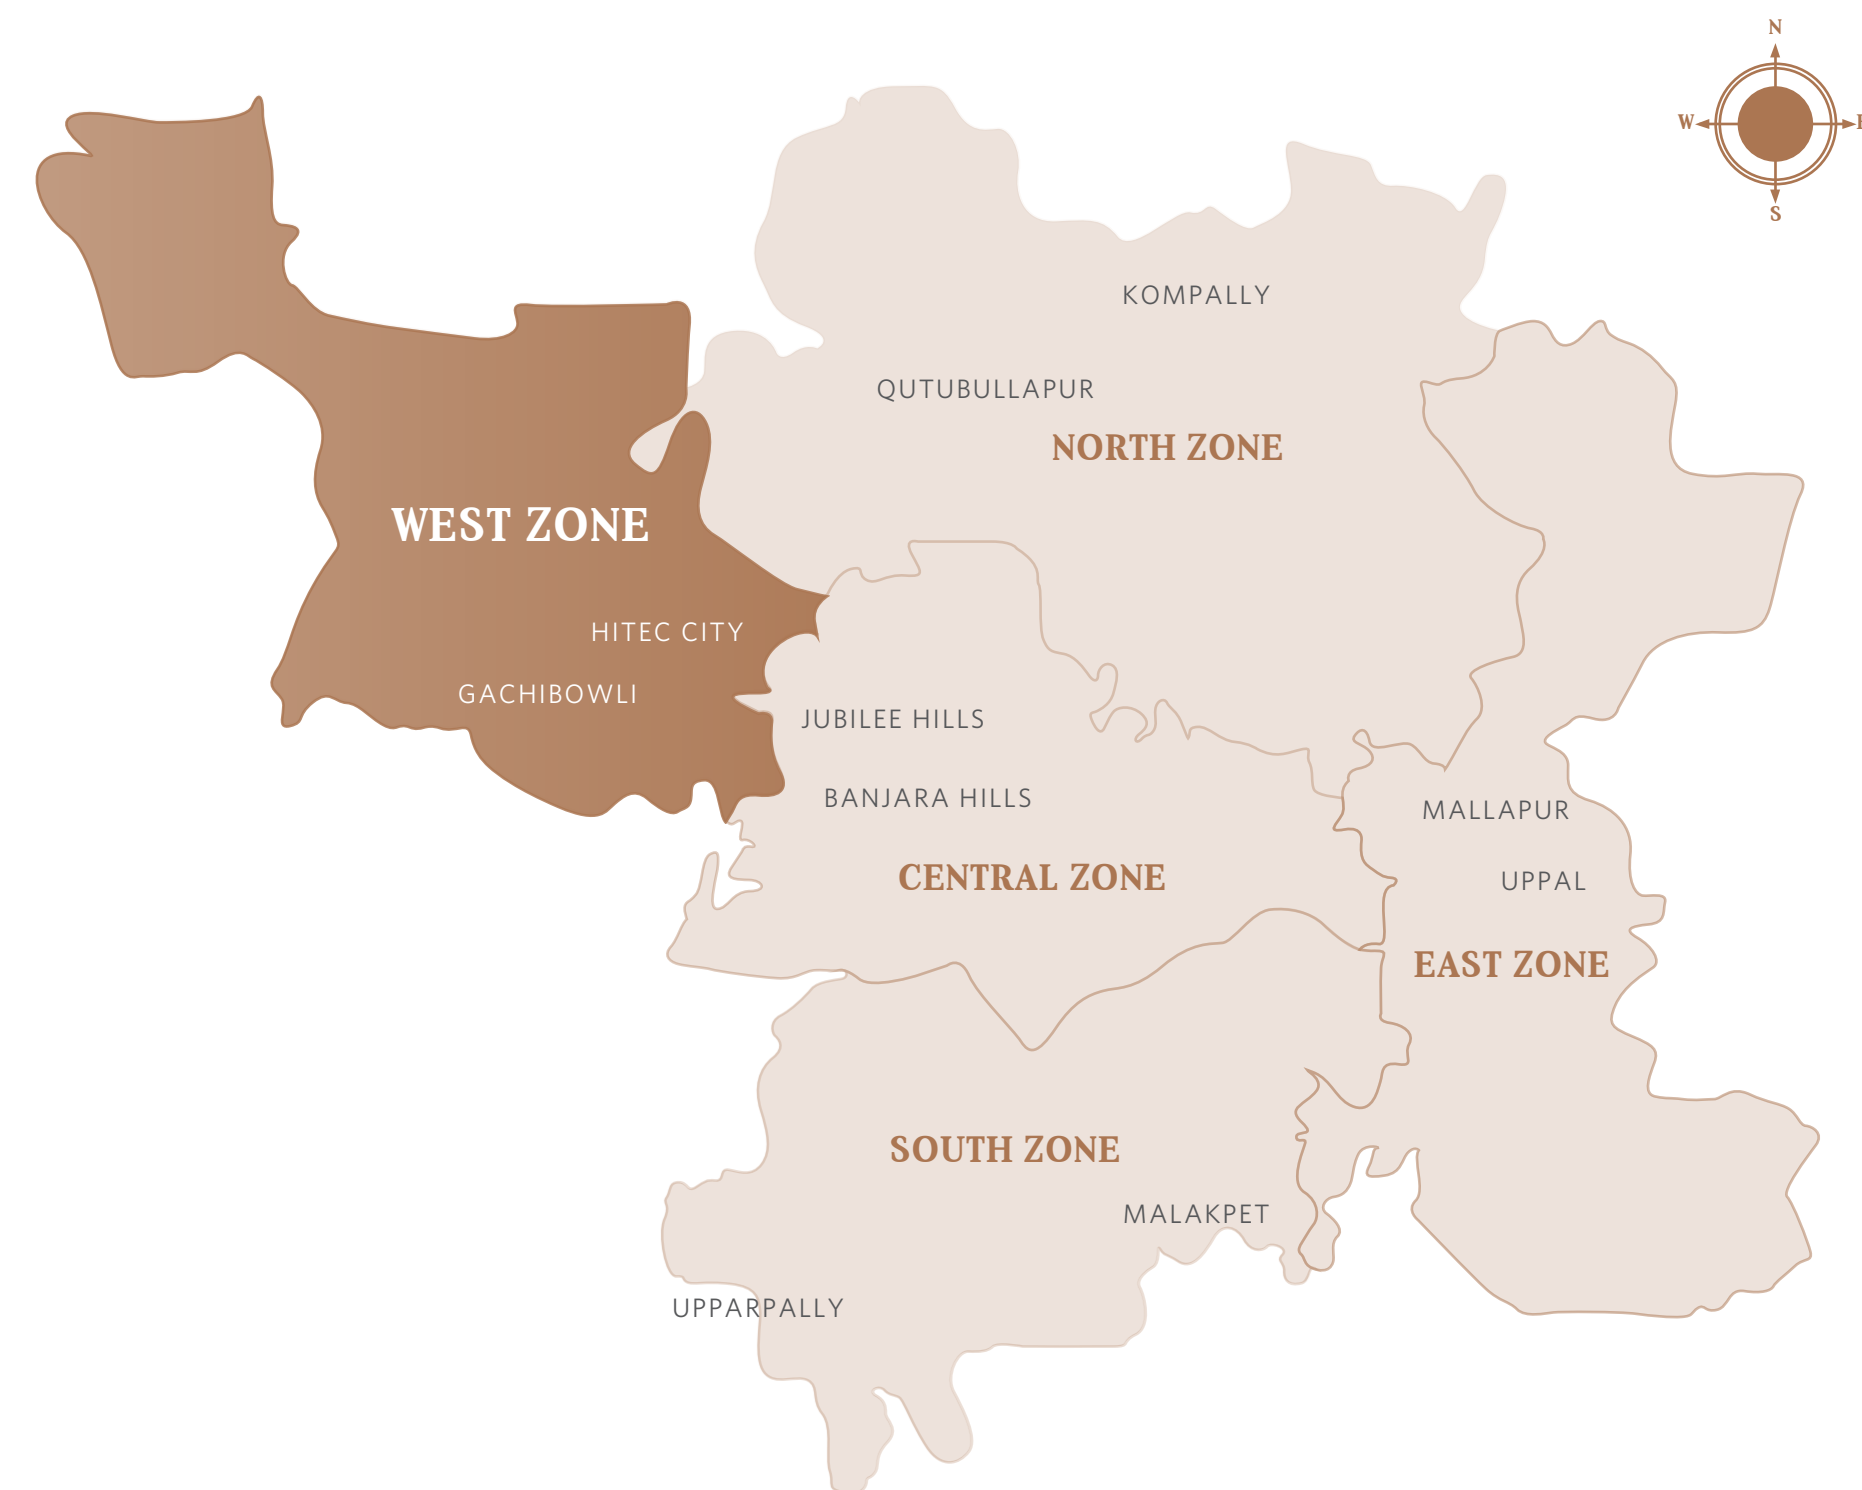 N
W
E
S
KOMPALLY
QUTUBULLAPUR
NORTH ZONE
WEST ZONE
HITEC CITY
GACHIBOWLI
JUBILEE HILLS
BANJARA HILLS
MALLAPUR
CENTRAL ZONE
UPPAL
EAST ZONE
SOUTH ZONE
MALAKPET
UPPARPALLY